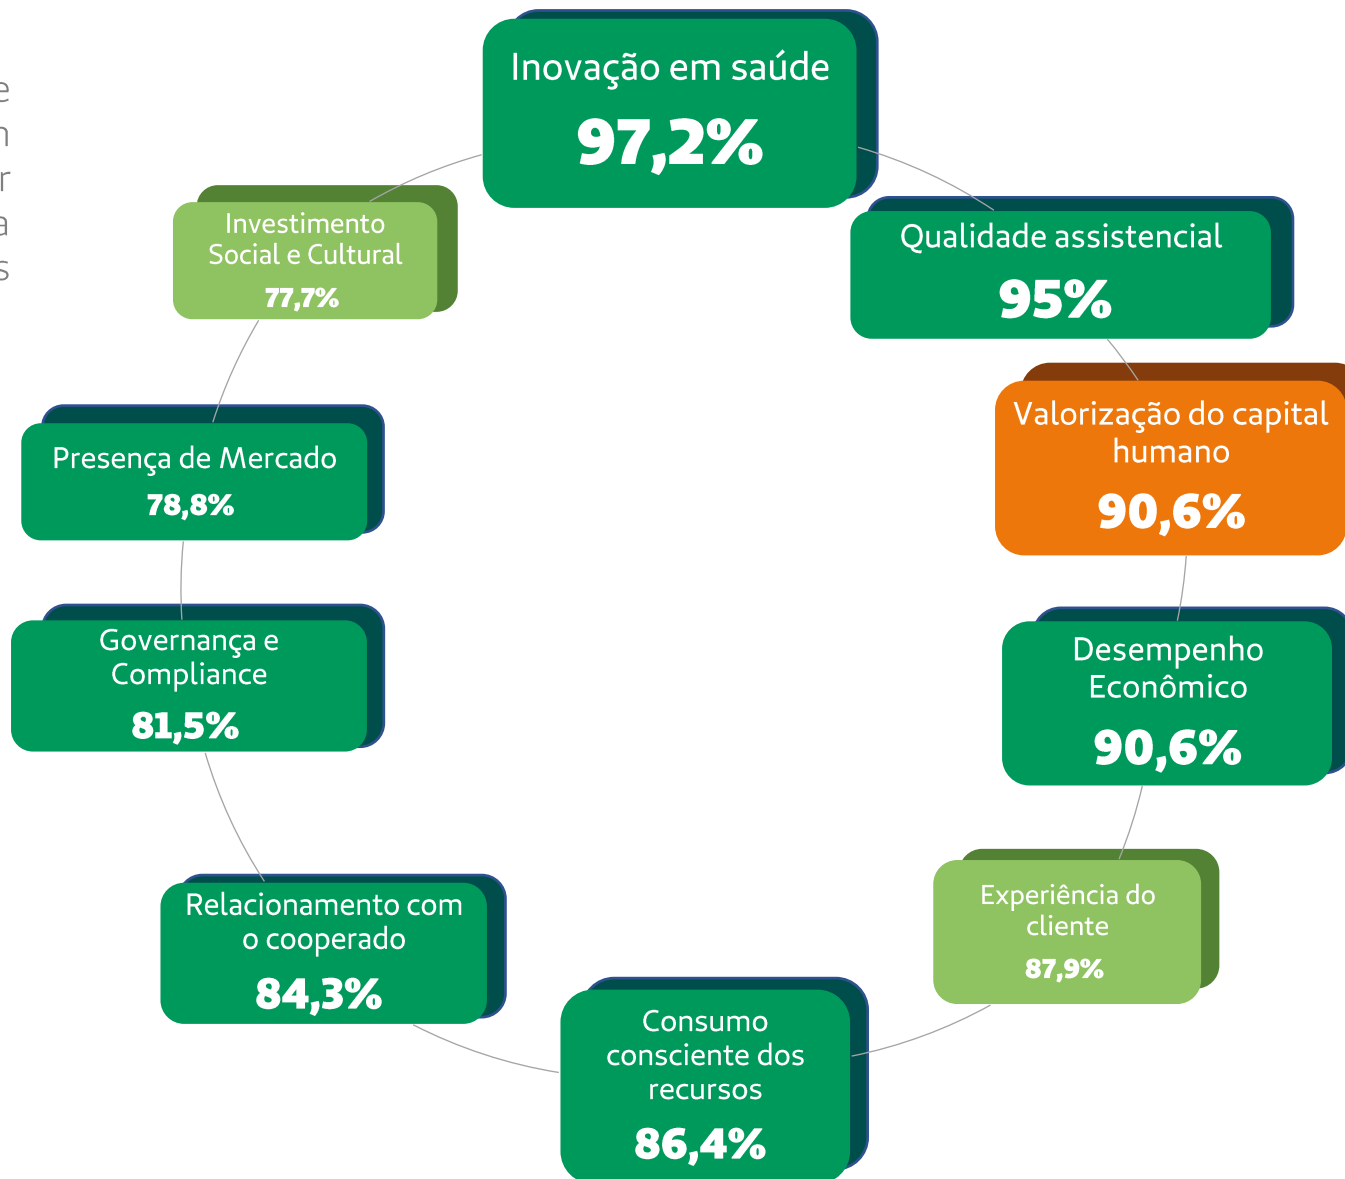 Inovação em saúde
97,2%
Qualidade assistencial
95%
Valorização do capital
humano
90,6%
Desempenho
Econômico
90,6%
Experiência do
cliente
87,9%
Consumo
consciente dos
recursos
86,4%
Relacionamento com
o cooperado
84,3%
Governança e
Compliance
81,5%
Presença de Mercado
78,8%
Investimento
Social e Cultural
77,7%